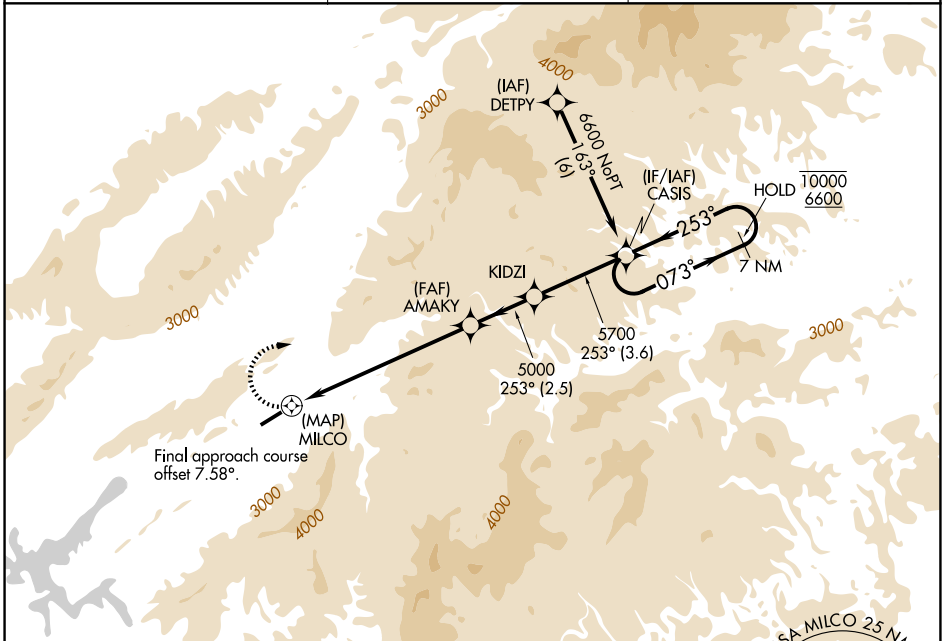 4000
3000
(IAF)
DETPY
6600 NoPT
163°
(6)
(IF/IAF)
CASIS
HOLD
10000
6600
253°
073°
7 NM
KIDZI
(FAF)
AMAKY
3000
3000
5700
253° (3.6)
5000
253° (2.5)
(MAP)
MILCO
Final approach course
offset 7.58°.
3000
4000
4000
SA MILCO 25 N